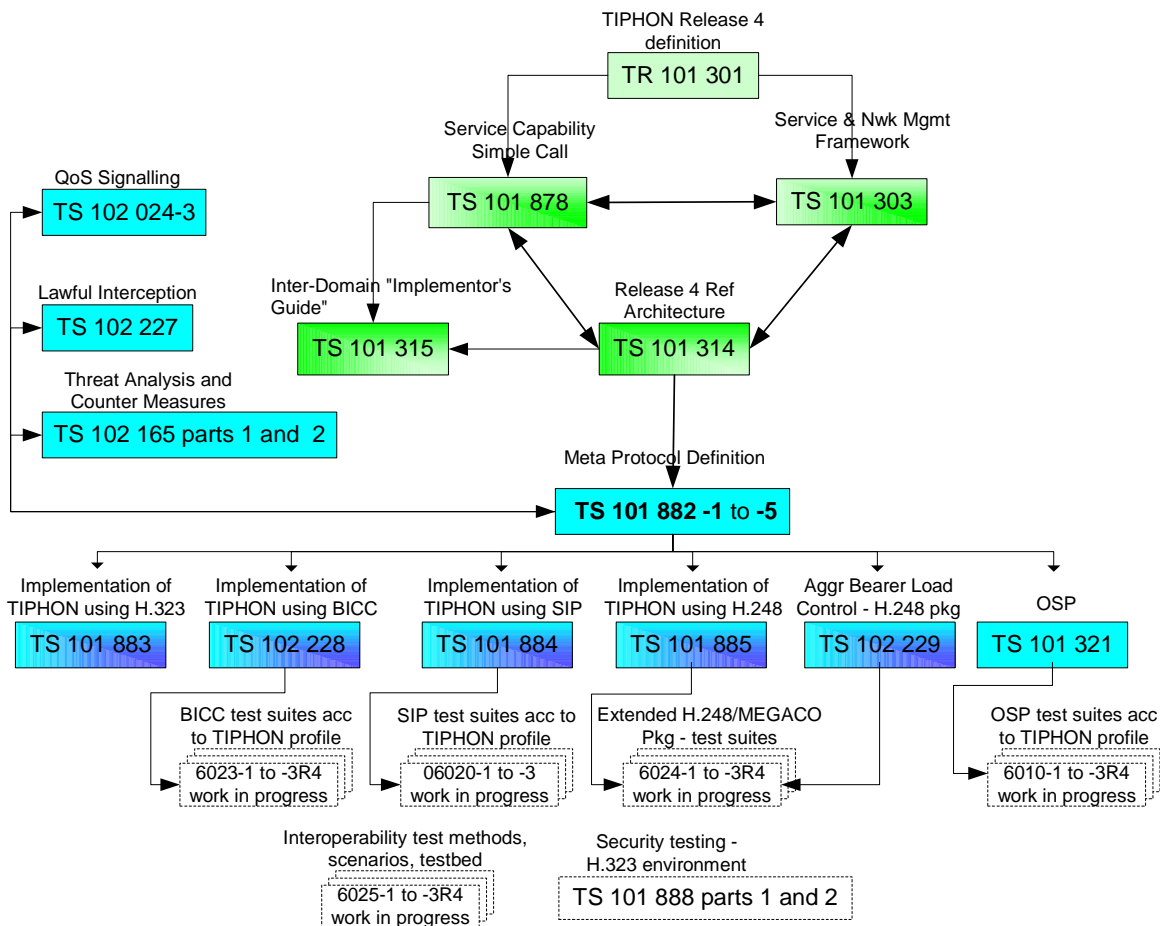 TIPHON Release 4
definition
TR 101 301
Service Capability
Simple Call
Service & Nwk Mgmt
Framework
QoS Signalling
TS 102 024-3
TS 101 878
TS 101 303
Lawful Interception
TS 102 227
Inter-Domain "Implementor's
Guide"
TS 101 315
Release 4 Ref
Architecture
TS 101 314
Threat Analysis and
Counter Measures
TS 102 165 parts 1 and 2
Meta Protocol Definition
TS 101 882 -1 to -5
Implementation of
TIPHON using H.323
TS 101 883
Implementation of
TIPHON using BICC
TS 102 228
Implementation of
TIPHON using SIP
TS 101 884
Implementation of
TIPHON using H.248
TS 101 885
Aggr Bearer Load
Control - H.248 pkg
TS 102 229
OSP
TS 101 321
BICC test suites acc
to TIPHON profile
6023-1 to -3R4
work in progress
SIP test suites acc to
TIPHON profile
06020-1 to -3
work in progress
Extended H.248/MEGACO
Pkg - test suites
6024-1 to -3R4
work in progress
OSP test suites acc
to TIPHON profile
6010-1 to -3R4
work in progress
Interoperability test methods,
scenarios, testbed
6025-1 to -3R4
work in progress
Security testing -
H.323 environment
TS 101 888 parts 1 and 2